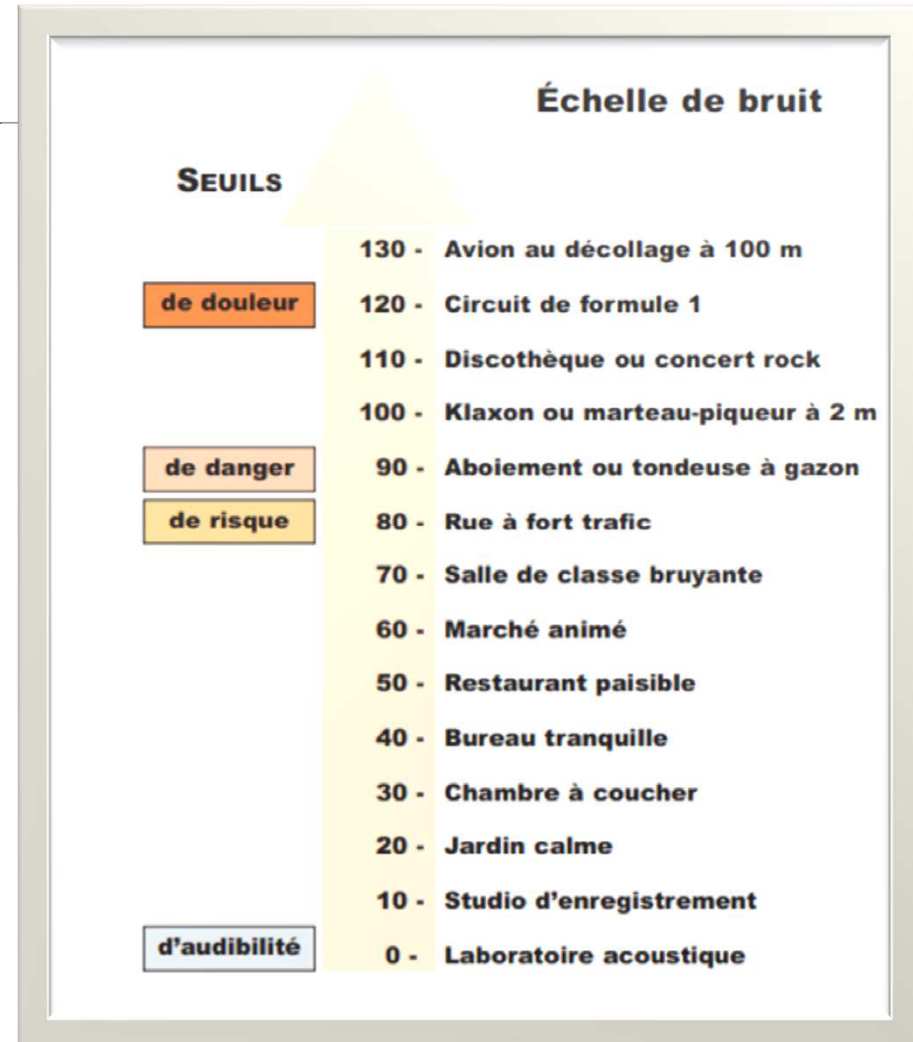 Échelle de bruit
SEUILS
130 - Avion au décollage à 100 m
de douleur 120 - Circuit de formule 1
110 - Discothèque ou concert rock
100 - Klaxon ou marteau-piqueur à 2 m
de danger 90 - Aboiement ou tondeuse à gazon
de risque 80 - Rue à fort trafic
70 - Salle de classe bruyante
60 - Marché animé
50 - Restaurant paisible
40 - Bureau tranquille
30 - Chambre à coucher
20 - Jardin calme
10 - Studio d'enregistrement
d'audibilité 0 - Laboratoire acoustique